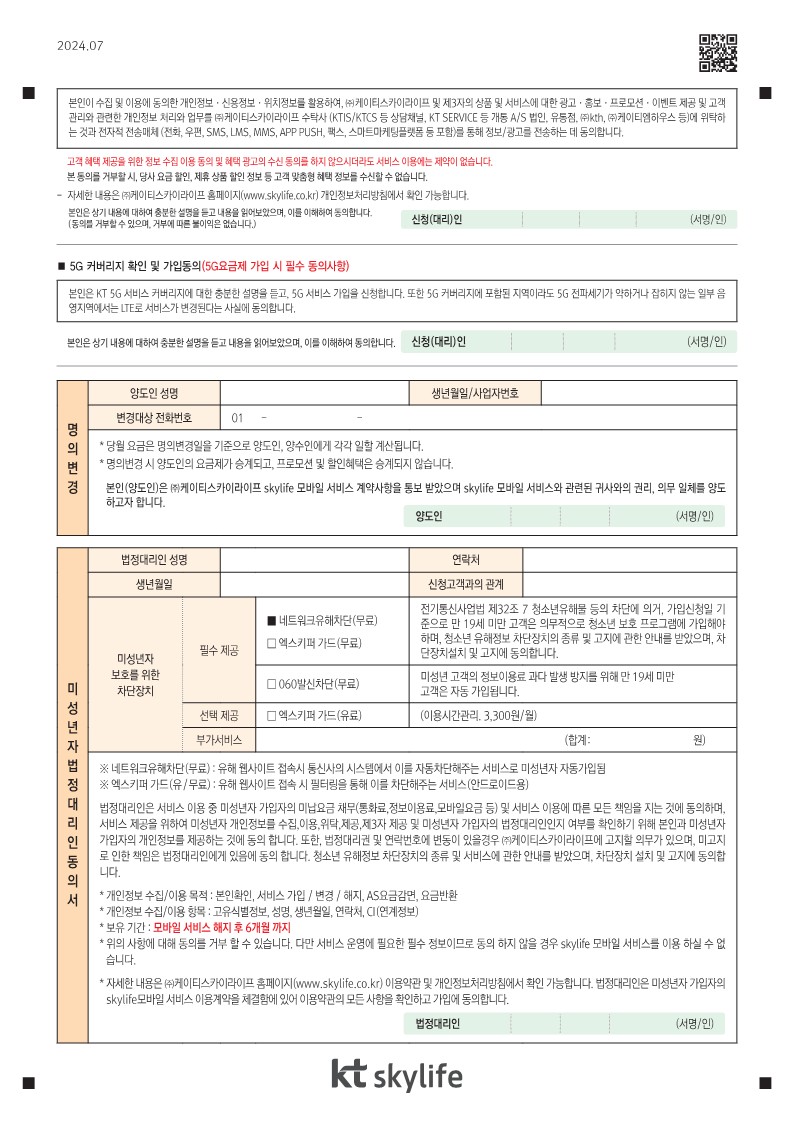 2024.07
본인이 수집 및 이용에 동의한 개인정보 · 신용정보 · 위치정보를 활용하여, ㈜케이티스카이라이프 및 제3자의 상품 및 서비스에 대한 광고 · 홍보 · 프로모션 · 이벤트 제공 및 고객
관리와 관련한 개인정보 처리와 업무를 ㈜케이티스카이라이프 수탁사 (KTIS/KTCS 등 상담채널, KT SERVICE 등 개통 A/S 법인, 유통점, ㈜kth, ㈜케이티엠하우스 등)에 위탁하
는 것과 전자적 전송매체 (전화, 우편, SMS, LMS, MMS, APP PUSH, 팩스, 스마트마케팅플랫폼 등 포함)를 통해 정보/광고를 전송하는 데 동의합니다.
고객 혜택 제공을 위한 정보 수집 이용 동의 및 혜택 광고의 수신 동의를 하지 않으시더라도 서비스 이용에는 제약이 없습니다.
본 동의를 거부할 시, 당사 요금 할인, 제휴 상품 할인 정보 등 고객 맞춤형 혜택 정보를 수신할 수 없습니다.
- 자세한 내용은 ㈜케이티스카이라이프 홈페이지(www.skylife.co.kr) 개인정보처리방침에서 확인 가능합니다.
본인은 상기 내용에 대하여 충분한 설명을 듣고 내용을 읽어보았으며, 이를 이해하여 동의합니다.
(동의를 거부할 수 있으며, 거부에 따른 불이익은 없습니다.)
신청(대리)인 (서명/인)
■ 5G 커버리지 확인 및 가입동의(5G요금제 가입 시 필수 동의사항)
본인은 KT 5G 서비스 커버리지에 대한 충분한 설명을 듣고, 5G 서비스 가입을 신청합니다. 또한 5G 커버리지에 포함된 지역이라도 5G 전파세기가 약하거나 잡히지 않는 일부 음
영지역에서는 LTE로 서비스가 변경된다는 사실에 동의합니다.
본인은 상기 내용에 대하여 충분한 설명을 듣고 내용을 읽어보았으며, 이를 이해하여 동의합니다. 신청(대리)인 (서명/인)
명의변경
양도인 성명 생년월일/사업자번호
변경대상 전화번호 01 - -
* 당월 요금은 명의변경일을 기준으로 양도인, 양수인에게 각각 일할 계산됩니다.
* 명의변경 시 양도인의 요금제가 승계되고, 프로모션 및 할인혜택은 승계되지 않습니다.
본인(양도인)은 ㈜케이티스카이라이프 skylife 모바일 서비스 계약사항을 통보 받았으며 skylife 모바일 서비스와 관련된 귀사와의 권리, 의무 일체를 양도
하고자 합니다.
양도인 (서명/인)
미성년자법정대리인동의서
법정대리인 성명 연락처
생년월일 신청고객과의 관계
미성년자
보호를 위한
차단장치
필수 제공
■ 네트워크유해차단(무료)
□ 엑스키퍼 가드(무료)
전기통신사업법 제32조 7 청소년유해물 등의 차단에 의거, 가입신청일 기
준으로 만 19세 미만 고객은 의무적으로 청소년 보호 프로그램에 가입해야
하며, 청소년 유해정보 차단장치의 종류 및 고지에 관한 안내를 받았으며, 차
단장치설치 및 고지에 동의합니다.
□ 060발신차단(무료)
미성년 고객의 정보이용료 과다 발생 방지를 위해 만 19세 미만
고객은 자동 가입됩니다.
선택 제공 □ 엑스키퍼 가드(유료) (이용시간관리. 3,300원/월)
부가서비스 (합계: 원)
※ 네트워크유해차단(무료) : 유해 웹사이트 접속시 통신사의 시스템에서 이를 자동차단해주는 서비스로 미성년자 자동가입됨
※ 엑스키퍼 가드(유/무료) : 유해 웹사이트 접속 시 필터링을 통해 이를 차단해주는 서비스(안드로이드용)
법정대리인은 서비스 이용 중 미성년자 가입자의 미납요금 채무(통화료,정보이용료,모바일요금 등) 및 서비스 이용에 따른 모든 책임을 지는 것에 동의하며,
서비스 제공을 위하여 미성년자 개인정보를 수집,이용,위탁,제공,제3자 제공 및 미성년자 가입자의 법정대리인인지 여부를 확인하기 위해 본인과 미성년자
가입자의 개인정보를 제공하는 것에 동의 합니다. 또한, 법정대리권 및 연락번호에 변동이 있을경우 ㈜케이티스카이라이프에 고지할 의무가 있으며, 미고지
로 인한 책임은 법정대리인에게 있음에 동의 합니다. 청소년 유해정보 차단장치의 종류 및 서비스에 관한 안내를 받았으며, 차단장치 설치 및 고지에 동의합
니다.
* 개인정보 수집/이용 목적 : 본인확인, 서비스 가입 / 변경 / 해지, AS요금감면, 요금반환
* 개인정보 수집/이용 항목 : 고유식별정보, 성명, 생년월일, 연락처, CI(연계정보)
* 보유 기간 : 모바일 서비스 해지 후 6개월 까지
* 위의 사항에 대해 동의를 거부 할 수 있습니다. 다만 서비스 운영에 필요한 필수 정보이므로 동의 하지 않을 경우 skylife 모바일 서비스를 이용 하실 수 없
습니다.
* 자세한 내용은 ㈜케이티스카이라이프 홈페이지(www.skylife.co.kr) 이용약관 및 개인정보처리방침에서 확인 가능합니다. 법정대리인은 미성년자 가입자의
skylife모바일 서비스 이용계약을 체결함에 있어 이용약관의 모든 사항을 확인하고 가입에 동의합니다.
법정대리인 (서명/인)
kt skylife